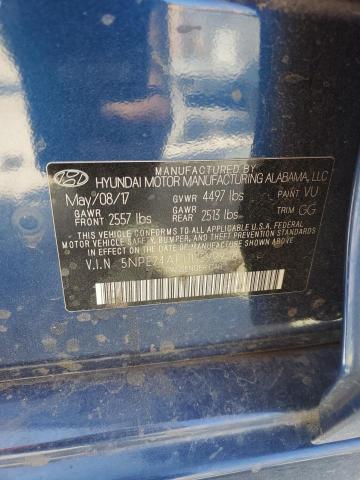 MANUFACTURED BY
HYUNDAI MOTOR MANUFACTURING ALABAMA, LLC
May/08/17 GVWR 4497 lbs PAINT VU
GAWR FRONT 2557 lbs GAWR REAR 2513 lbs TRIM GG
THIS VEHICLE CONFORMS TO ALL APPLICABLE U.S.A. FEDERAL
MOTOR VEHICLE SAFETY, BUMPER, AND THEFT PREVENTION STANDARDS
IN EFFECT ON THE DATE OF MANUFACTURE SHOWN ABOVE.
V.I.N